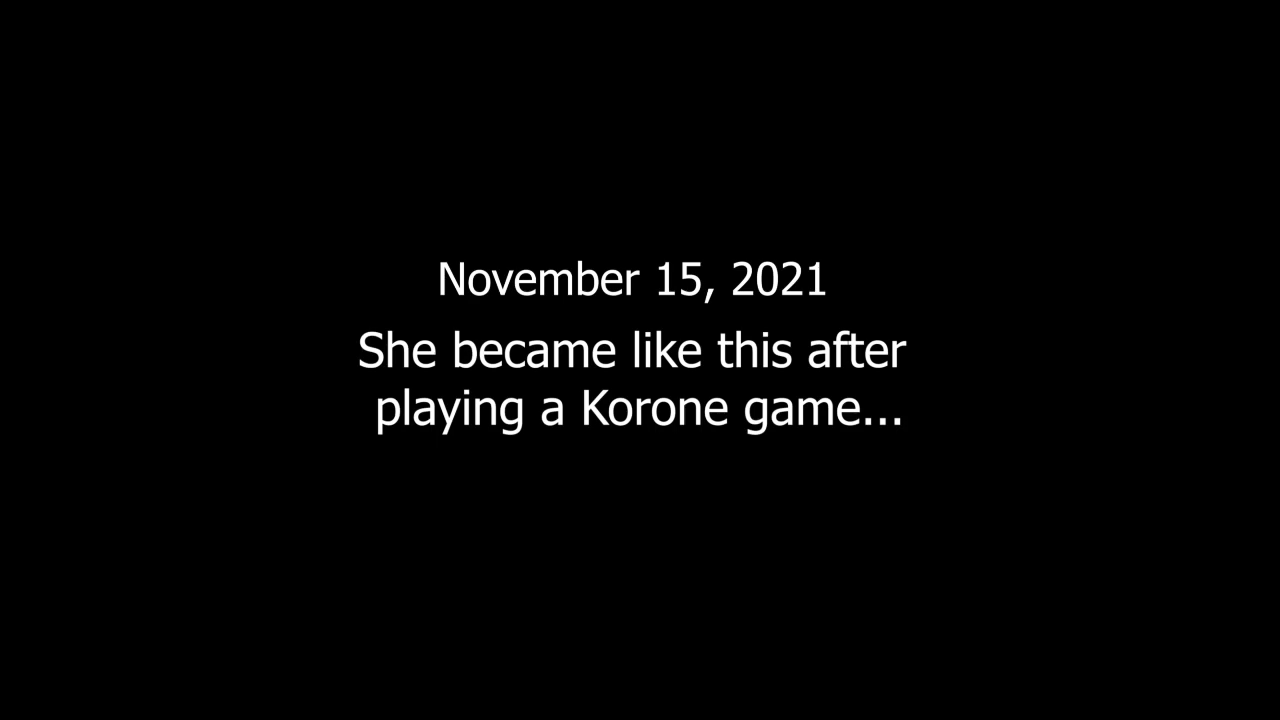 November 15, 2021
She became like this after
playing a Korone game...